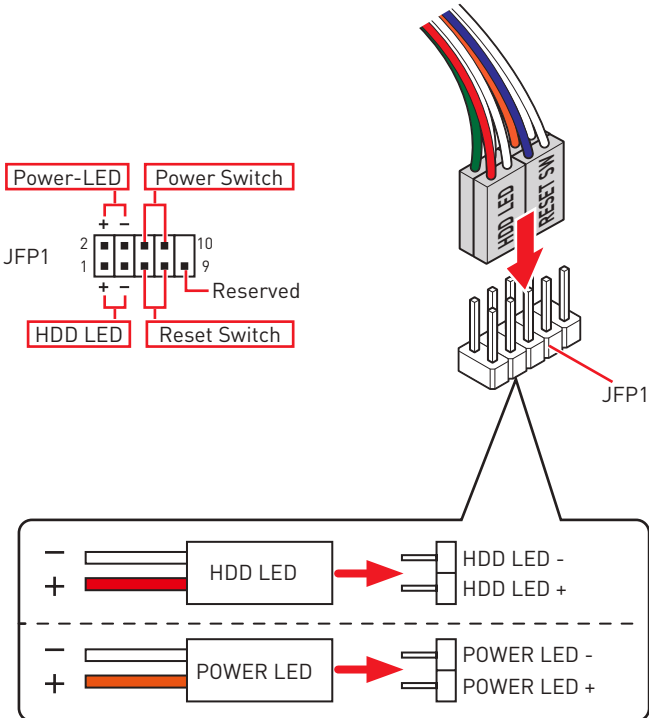 HDD LED
RESET SW
Power-LED
Power Switch
+ −
2
10
JFP1
1
9
+ −
Reserved
HDD LED
Reset Switch
JFP1
−
+
HDD LED
HDD LED -
HDD LED +
−
+
POWER LED
POWER LED -
POWER LED +